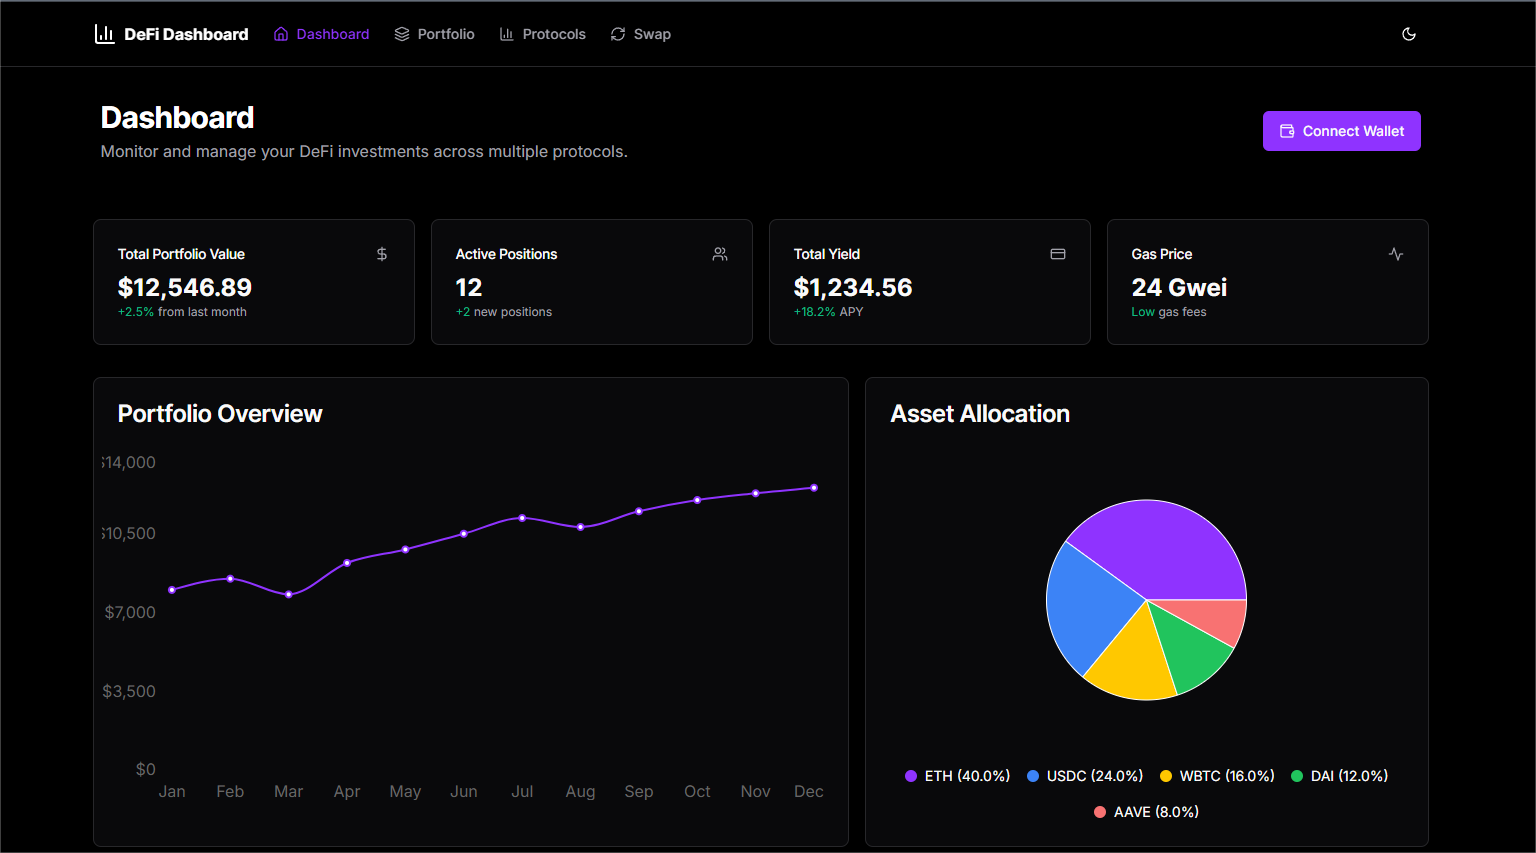 DeFi Dashboard Dashboard Portfolio Protocols Swap
Dashboard
Monitor and manage your DeFi investments across multiple protocols.
Connect Wallet
Total Portfolio Value
$12,546.89
+2.5% from last month
Active Positions
12
+2 new positions
Total Yield
$1,234.56
+18.2% APY
Gas Price
24 Gwei
Low gas fees
Portfolio Overview
$14,000
$10,500
$7,000
$3,500
$0
Jan Feb Mar Apr May Jun Jul Aug Sep Oct Nov Dec
Asset Allocation
ETH (40.0%) USDC (24.0%) WBTC (16.0%) DAI (12.0%)
AAVE (8.0%)